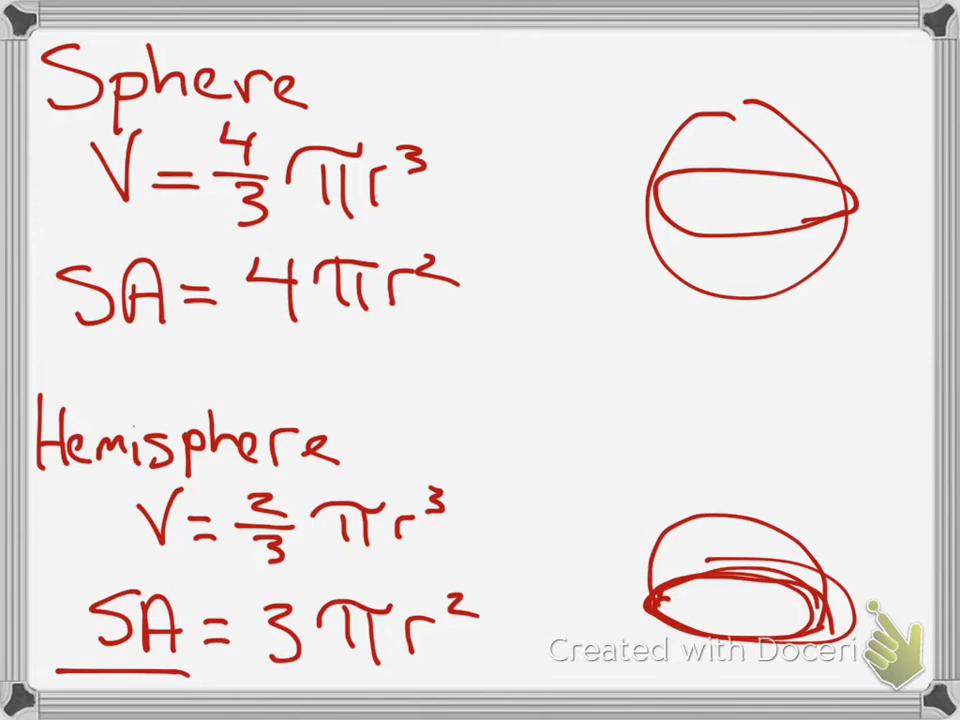 Sphere
V = 4/3 πr³
SA = 4πr²
Hemisphere
V = 2/3 πr³
SA = 3πr²
Created with Doceri